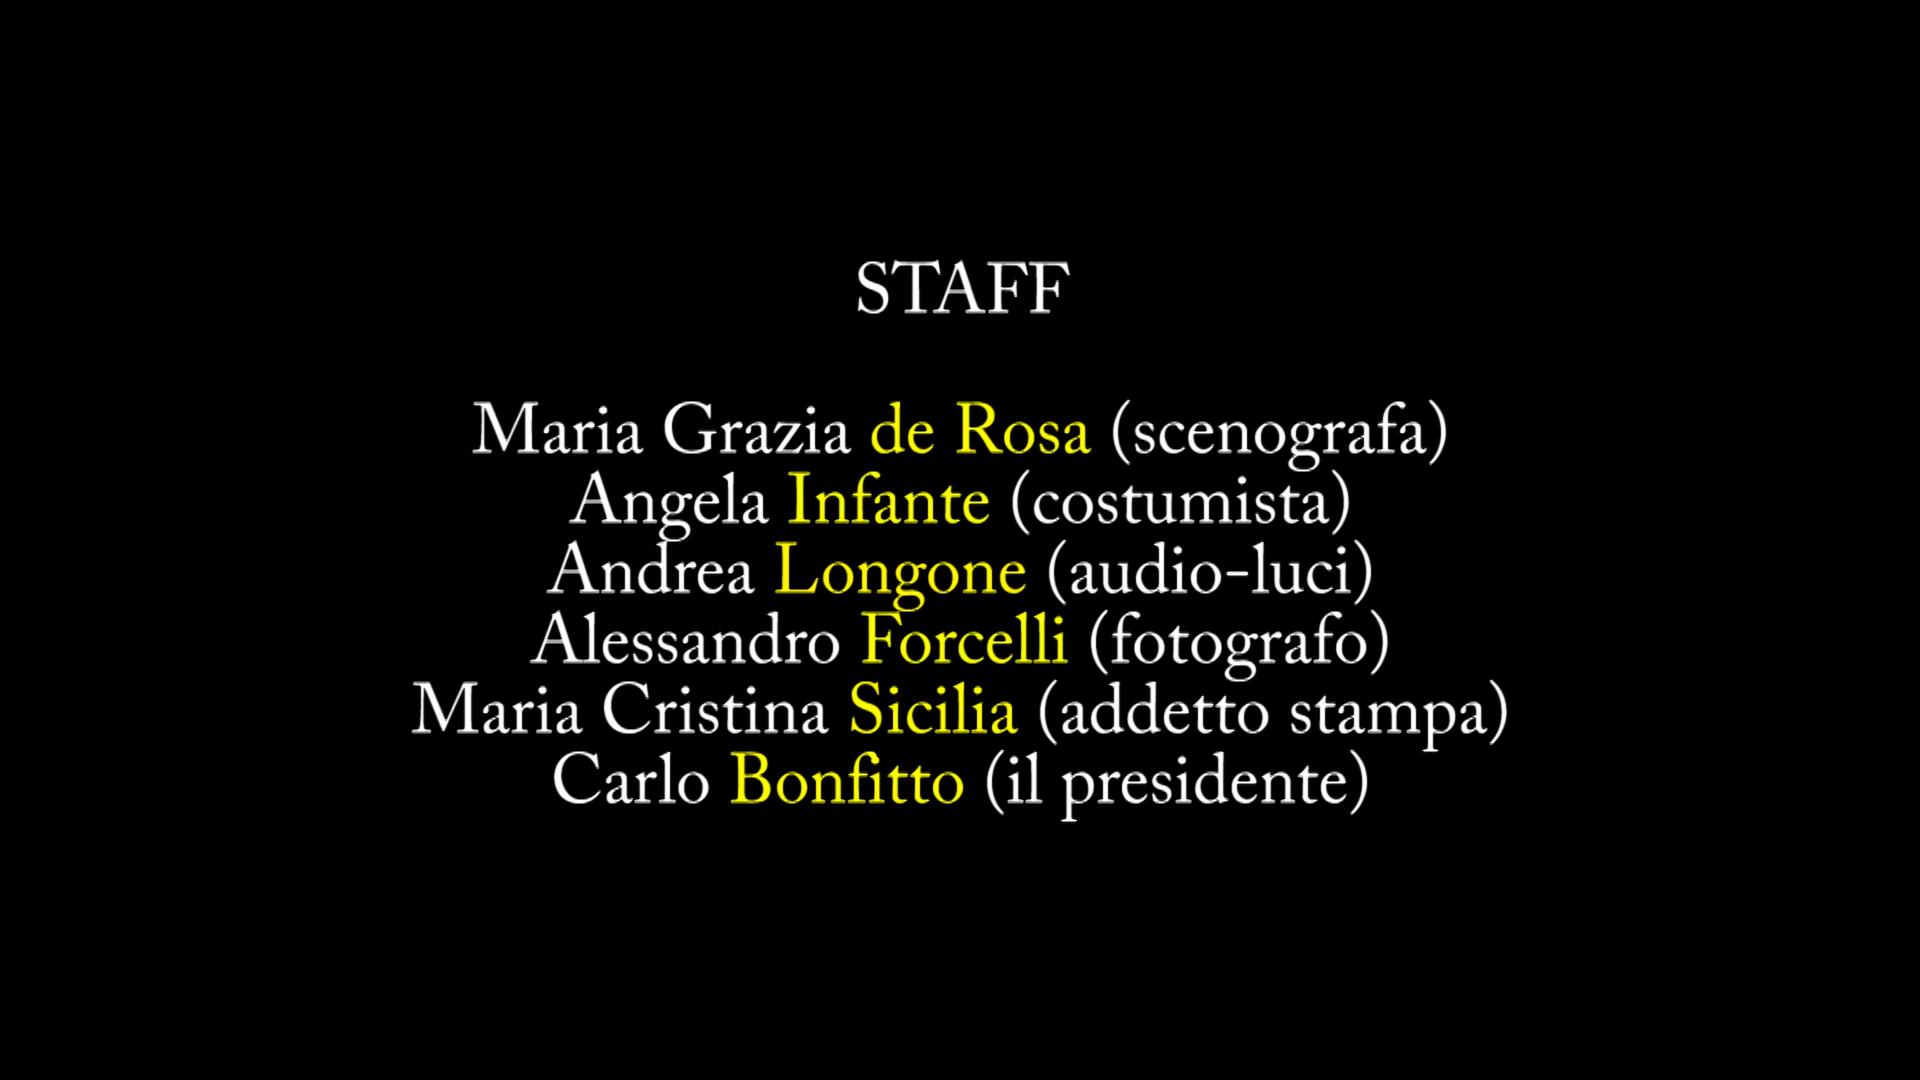 STAFF
Maria Grazia de Rosa (scenografa)
Angela Infante (costumista)
Andrea Longone (audio-luci)
Alessandro Forcelli (fotografo)
Maria Cristina Sicilia (addetto stampa)
Carlo Bonfitto (il presidente)